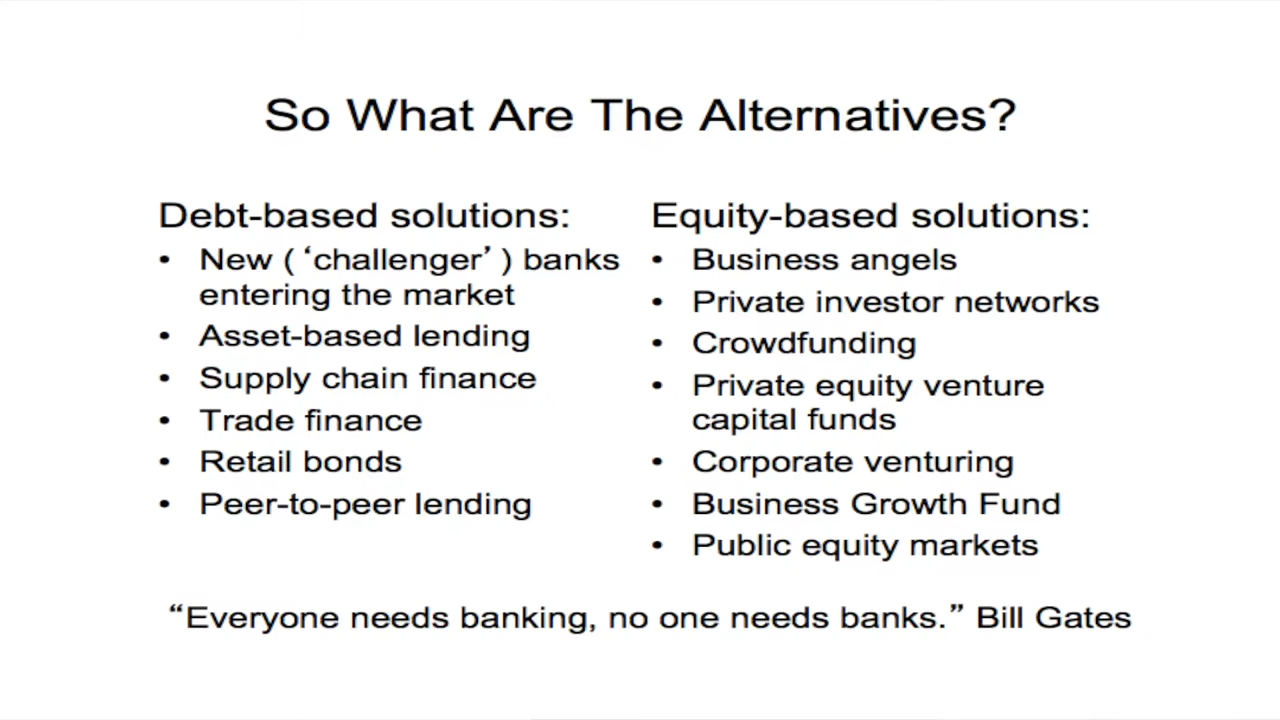 So What Are The Alternatives?
Debt-based solutions:
• New (‘challenger’) banks
entering the market
• Asset-based lending
• Supply chain finance
• Trade finance
• Retail bonds
• Peer-to-peer lending
Equity-based solutions:
• Business angels
• Private investor networks
• Crowdfunding
• Private equity venture
capital funds
• Corporate venturing
• Business Growth Fund
• Public equity markets
“Everyone needs banking, no one needs banks.” Bill Gates